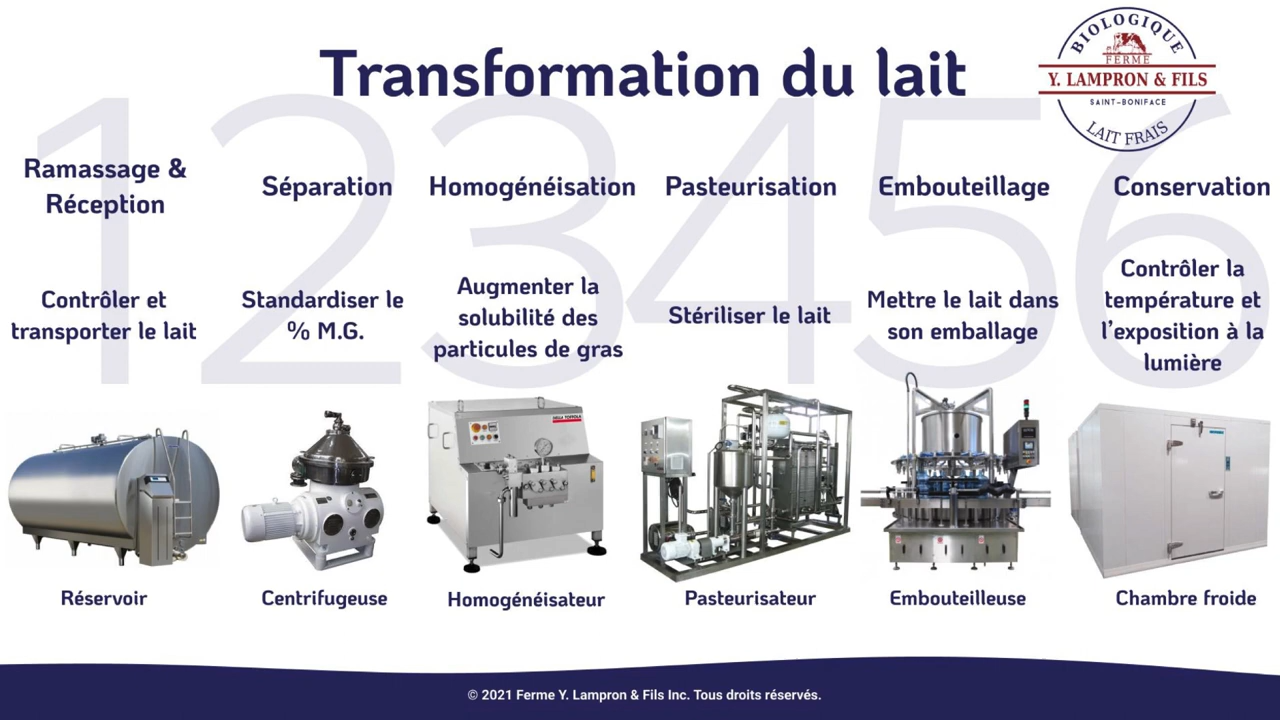 Transformation du lait
BIOLOGIQUE
FERME
Y. LAMPRON & FILS
SAINT-BONIFACE
LAIT FRAIS
1 2 3 4 5 6
Ramassage &
Réception
Séparation
Homogénéisation
Pasteurisation
Embouteillage
Conservation
Contrôler et
transporter le lait
Standardiser le
% M.G.
Augmenter la
solubilité des
particules de gras
Stériliser le lait
Mettre le lait dans
son emballage
Contrôler la
température et
l'exposition à la
lumière
Réservoir
Centrifugeuse
Homogénéisateur
Pasteurisateur
Embouteilleuse
Chambre froide
© 2021 Ferme Y. Lampron & Fils Inc. Tous droits réservés.